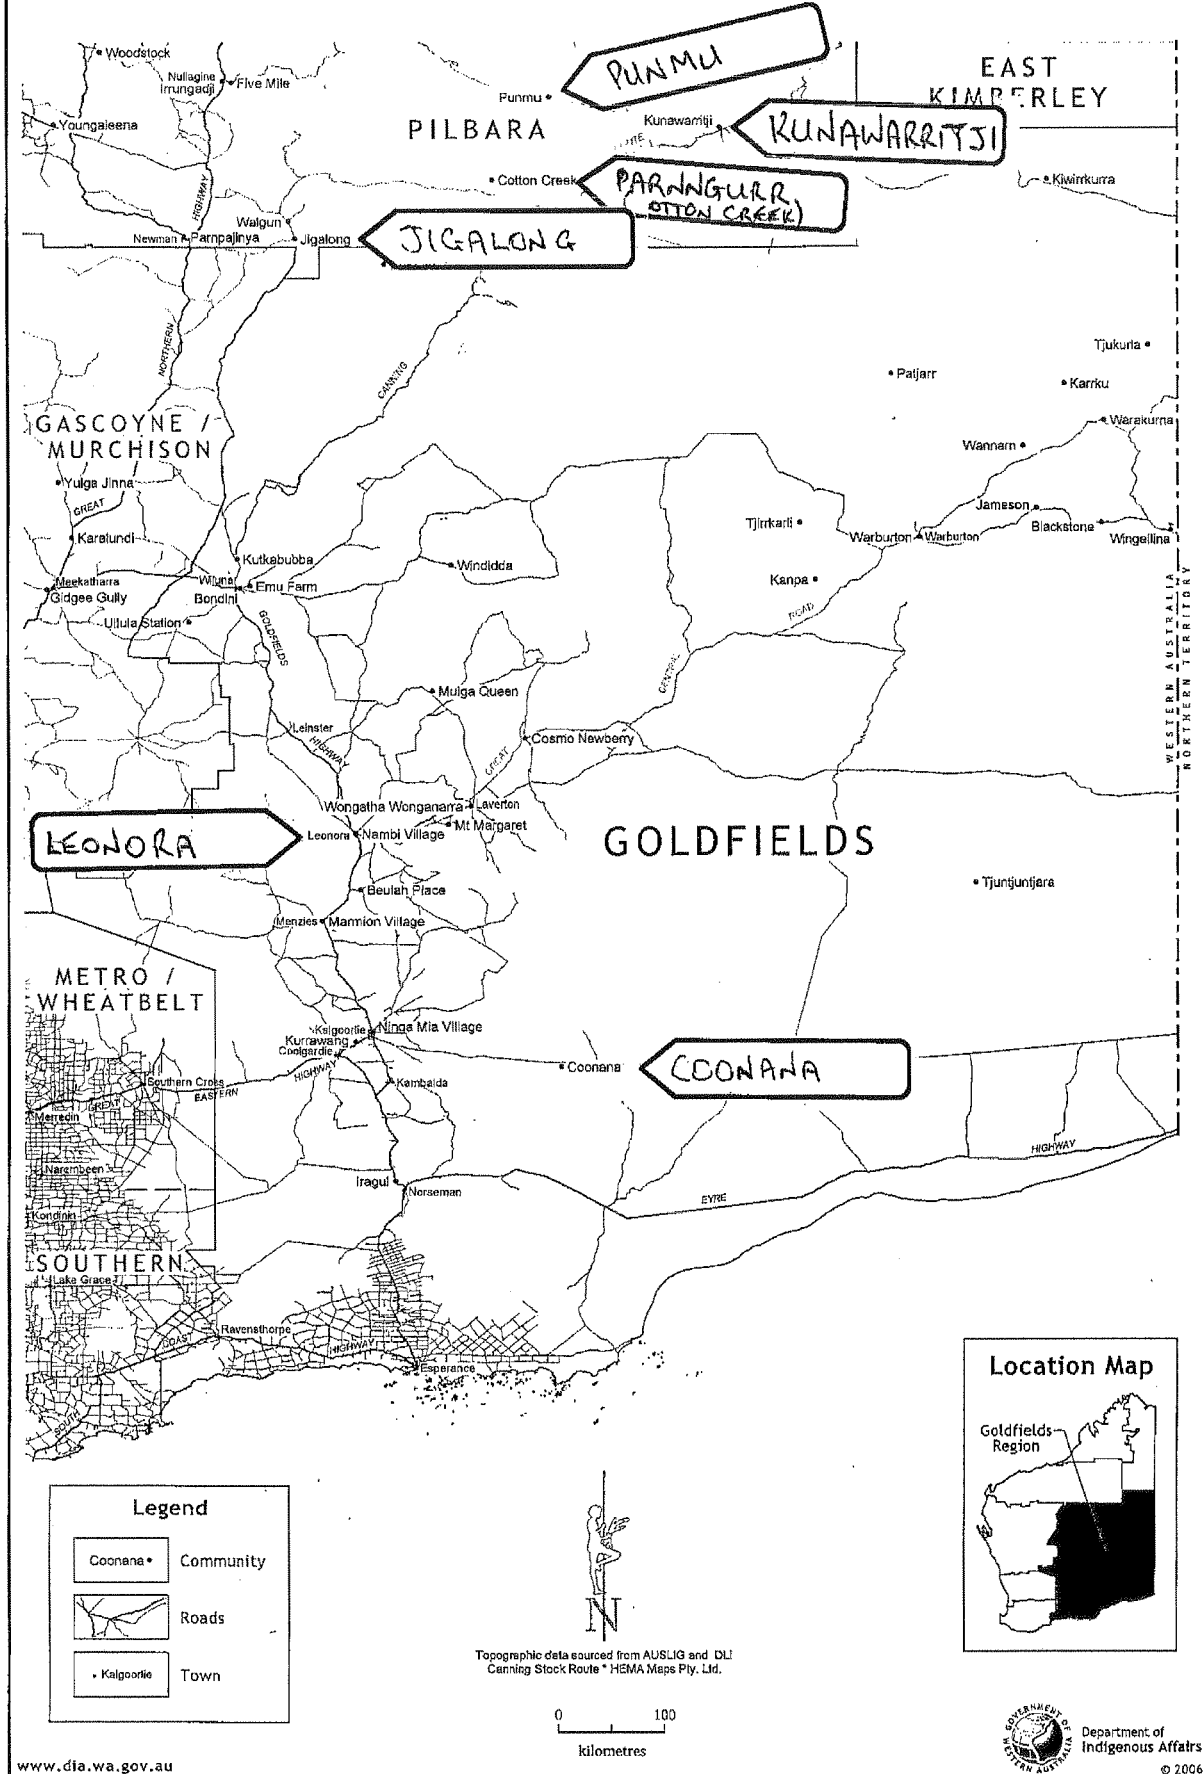 PUNMU
Woodstock
EAST
KIMBERLEY
Nullagine
Irrungadji
Five Mile
Punmu
Youngaleena
PILBARA
Kunawarritji
KUNAWARRITJI
Cotton Creek
PARNNGURR
OTTON CREEK)
Kiwirrkurra
HIGHWAY
Walgun
Newman
Parnpajinya
Jigalong
JIGALONG
NORTHERN
CANNING
Tjukurla
Patjarr
Karrku
GASCOYNE /
MURCHISON
Warakurna
Wannarn
Yulga Jinna
GREAT
Jameson
Karalundi
Tjirrkarli
Blackstone
Warburton
Warburton
Wingellina
Kutkabubba
Windidda
Meekatharra
Gidgee Gully
Wiluna
Emu Farm
Bondini
Kanpa
ROAD
Ullula Station
GOLDFIELDS
WESTERN AUSTRALIA
NORTHERN TERRITORY
CENTRAL
Mulga Queen
Leinster
HIGHWAY
Cosmo Newberry
GREAT
Wongatha Wonganarra
Laverton
Mt Margaret
LEONORA
Leonora
Nambi Village
GOLDFIELDS
Tjuntjuntjara
Beulah Place
Menzies
Marmion Village
METRO /
WHEATBELT
Kalgoorlie
Ninga Mia Village
Kurrawang
Coolgardie
HIGHWAY
Coonana
COONANA
Southern Cross
EASTERN
GREAT
Kambalda
Merredin
HIGHWAY
Narembeen
Iragul
Norseman
EYRE
Kondinin
SOUTHERN
Lake Grace
Ravensthorpe
COAST
HIGHWAY
Esperance
SOUTH
Location Map
Goldfields
Region
Legend
Coonana
Community
Roads
Kalgoorlie
Town
N
Topographic data sourced from AUSLIG and DLI
Canning Stock Route * HEMA Maps Pty. Ltd.
0 100
kilometres
GOVERNMENT OF
WESTERN AUSTRALIA
Department of
Indigenous Affairs
© 2006
www.dia.wa.gov.au